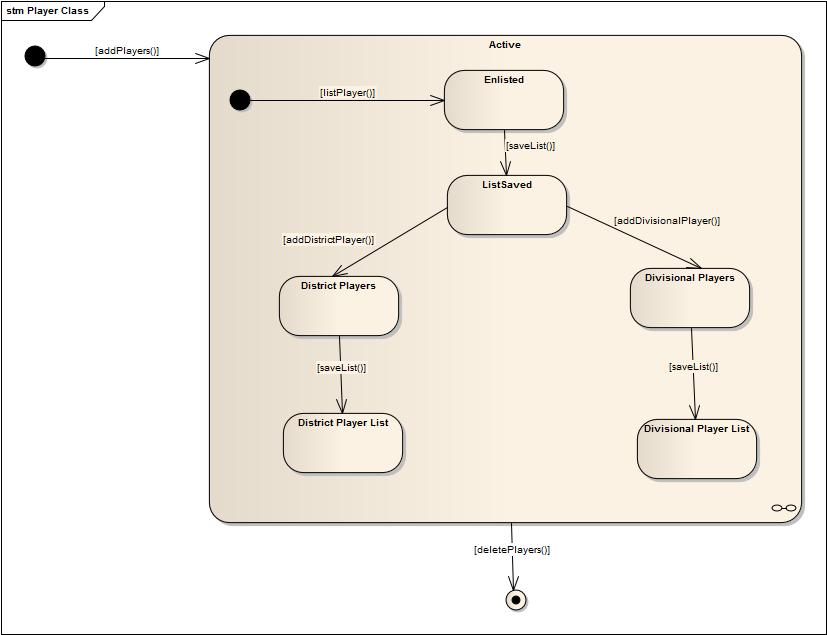 stm Player Class
Active
[addPlayers()]
Enlisted
[listPlayer()]
[saveList()]
ListSaved
[addDivisionalPlayer()]
[addDistrictPlayer()]
Divisional Players
District Players
[saveList()]
[saveList()]
District Player List
Divisional Player List
[deletePlayers()]